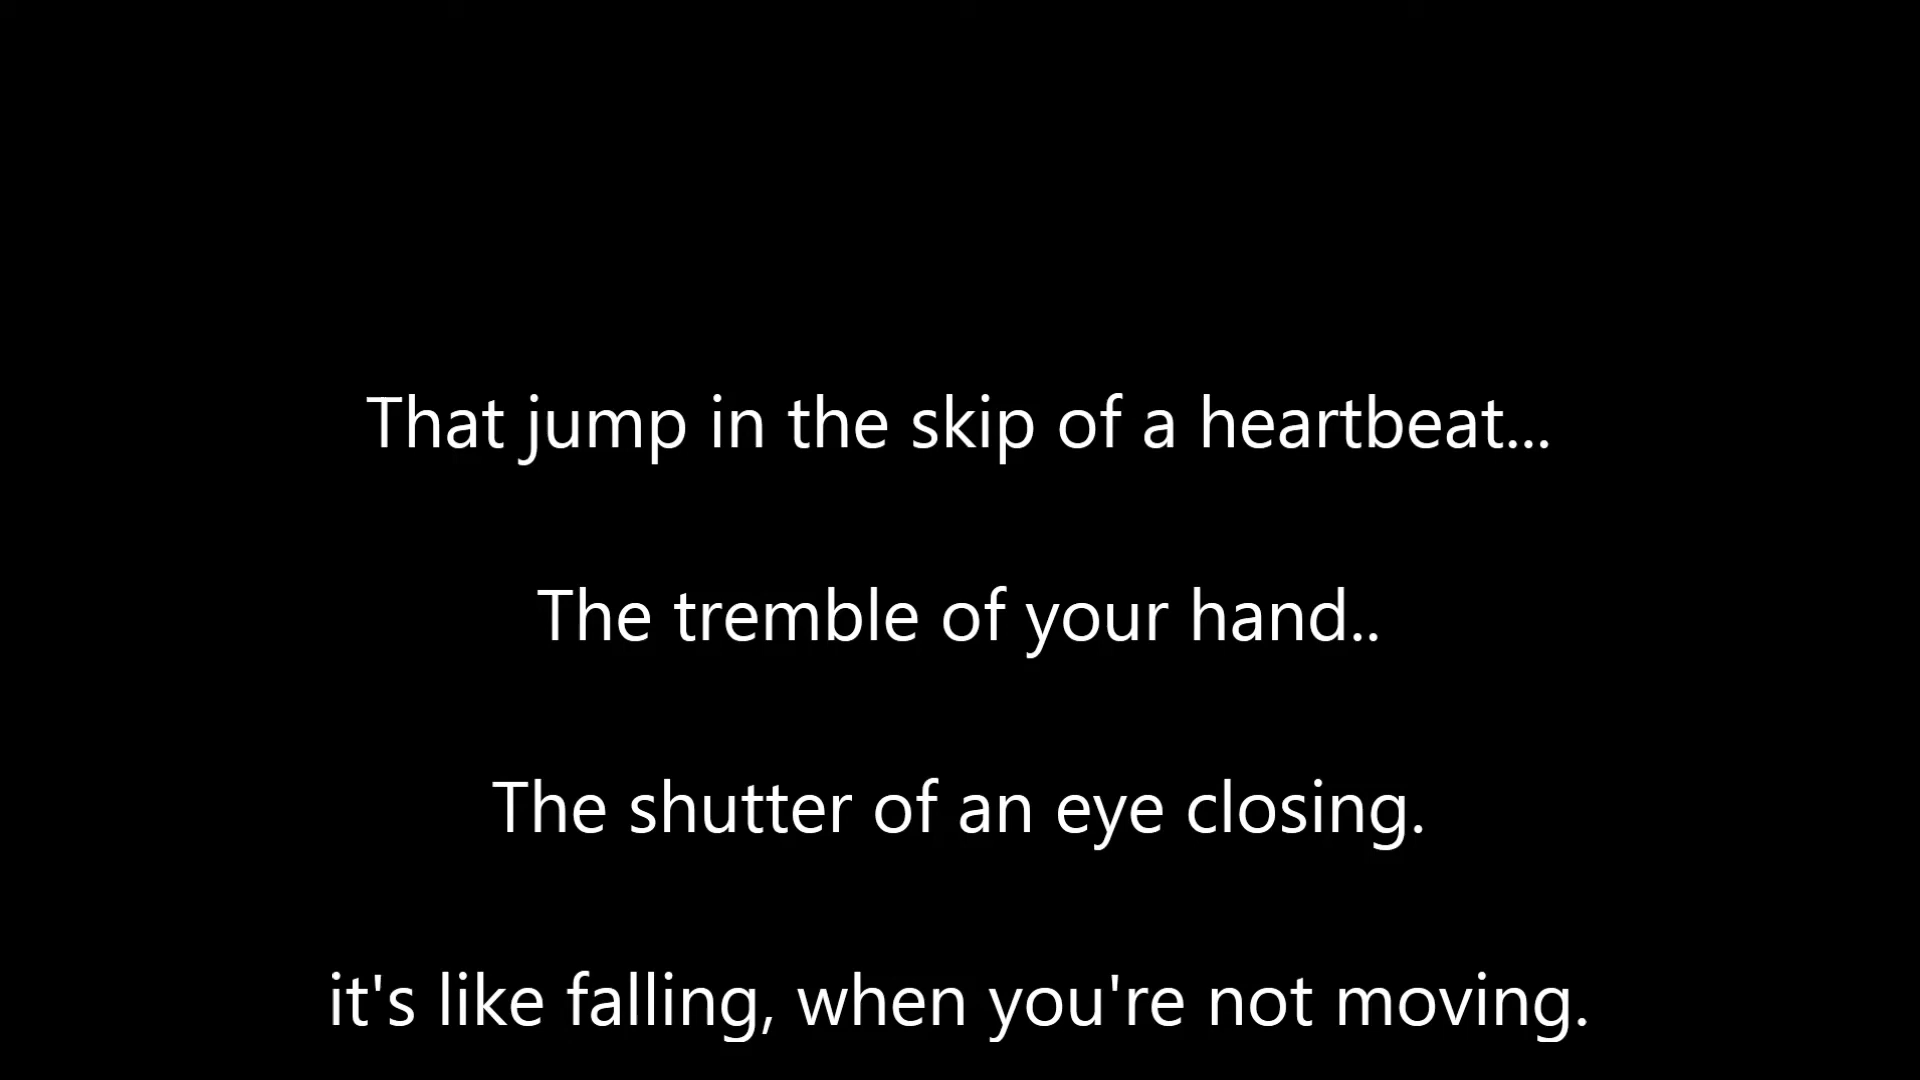 That jump in the skip of a heartbeat...
The tremble of your hand..
The shutter of an eye closing.
it's like falling, when you're not moving.